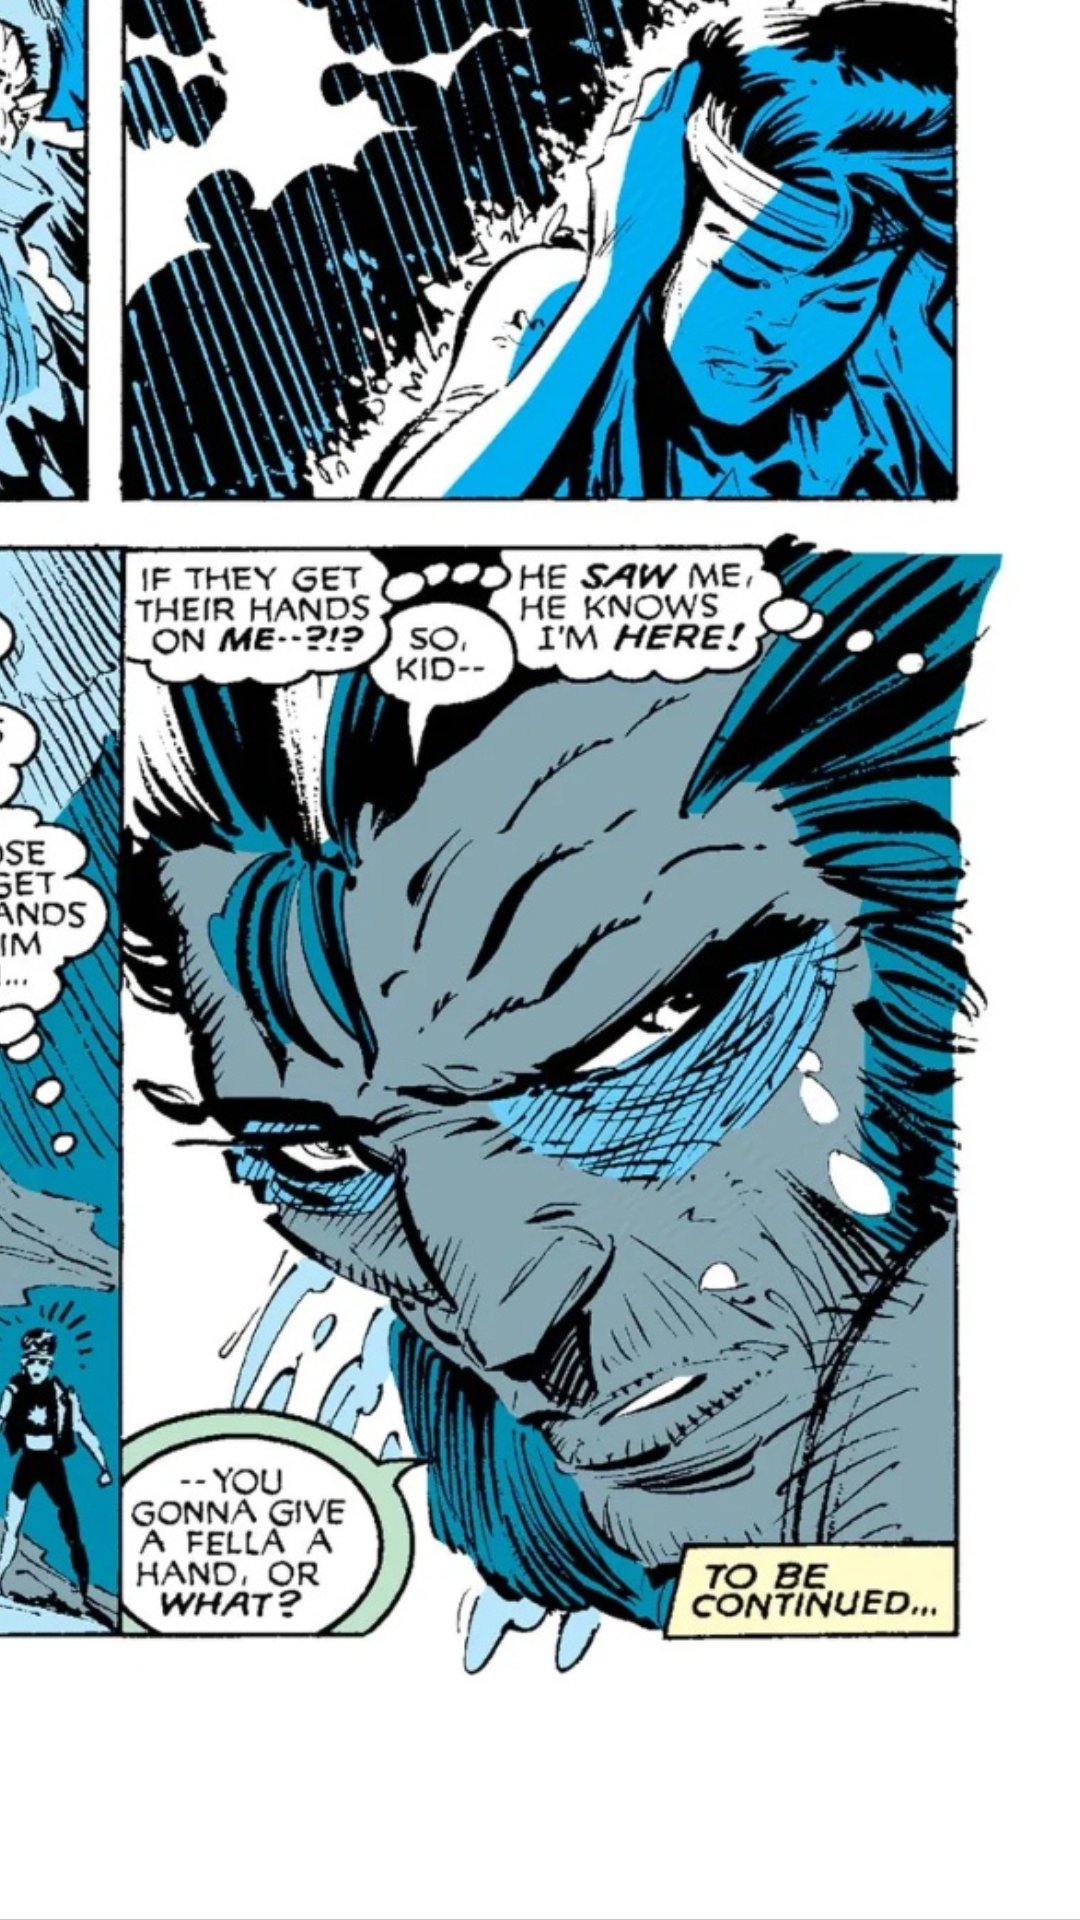 IF THEY GET
THEIR HANDS
ON ME--?!?
SO,
KID--
HE SAW ME,
HE KNOWS
I'M HERE!
GET
ANDS
IM
...
--YOU
GONNA GIVE
A FELLA A
HAND, OR
WHAT?
TO BE
CONTINUED...